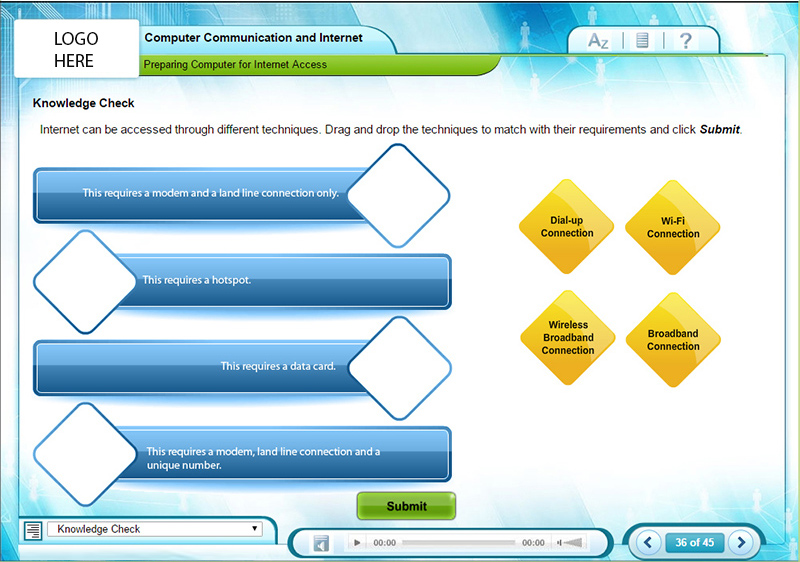 LOGO
HERE
Computer Communication and Internet
Preparing Computer for Internet Access
Az
?
Knowledge Check
Internet can be accessed through different techniques. Drag and drop the techniques to match with their requirements and click Submit.
This requires a modem and a land line connection only.
This requires a hotspot.
This requires a data card.
This requires a modem, land line connection and a
unique number.
Dial-up
Connection
Wi-Fi
Connection
Wireless
Broadband
Connection
Broadband
Connection
Submit
Knowledge Check
00:00
00:00
36 of 45